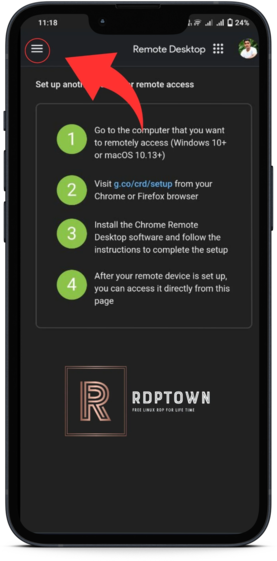 11:18
24%
Remote Desktop
Set up anot
r remote access
1
Go to the computer that you want
to remotely access (Windows 10+
or macOS 10.13+)
2
Visit g.co/crd/setup from your
Chrome or Firefox browser
3
Install the Chrome Remote
Desktop software and follow the
instructions to complete the setup
4
After your remote device is set up,
you can access it directly from this
page
R
RDPTOWN
FREE LINUX RDP FOR LIFE TIME